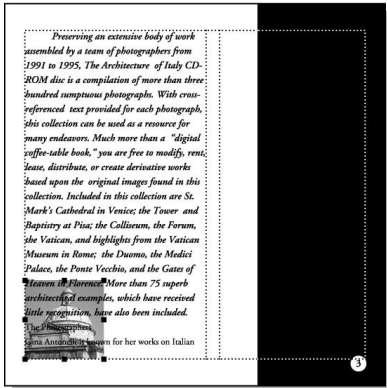 Preserving an extensive body of work
assembled by a team of photographers from
1991 to 1995, The Architecture of Italy CD-
ROM disc is a compilation of more than three
hundred sumptuous photographs. With cross-
referenced text provided for each photograph,
this collection can be used as a resource for
many endeavors. Much more than a "digital
coffee-table book," you are free to modify, rent,
lease, distribute, or create derivative works
based upon the original images found in this
collection. Included in this collection are St.
Mark's Cathedral in Venice; the Tower and
Baptistry at Pisa; the Colliseum, the Forum,
the Vatican, and highlights from the Vatican
Museum in Rome; the Duomo, the Medici
Palace, the Ponte Vecchio, and the Gates of
Heaven in Florence. More than 75 superb
architectural examples, which have received
little recognition, have also been included.
The Photographers
Gina Antonelli is known for her works on Italian
3